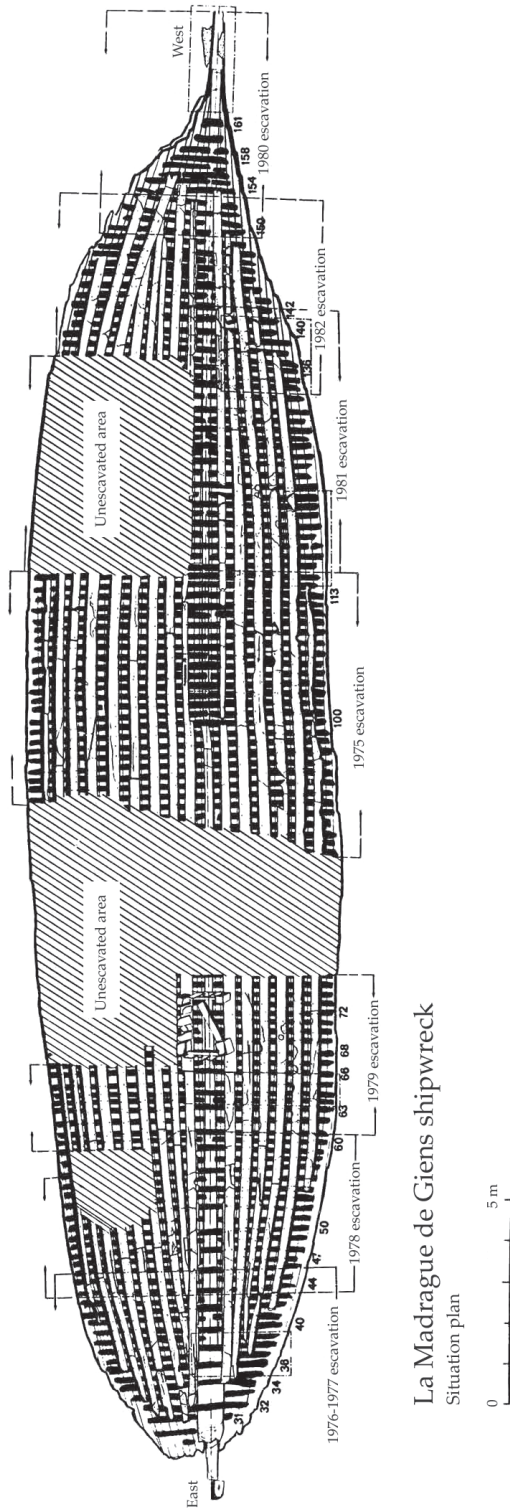 East
West
Unescavated area
Unescavated area
31
32
34
38
40
44
47
50
60
63
66
68
72
100
113
136
140
142
150
154
158
161
1976-1977 escavation
1978 escavation
1979 escavation
1975 escavation
1981 escavation
1982 escavation
1980 escavation
La Madrague de Giens shipwreck
Situation plan
0 5 m